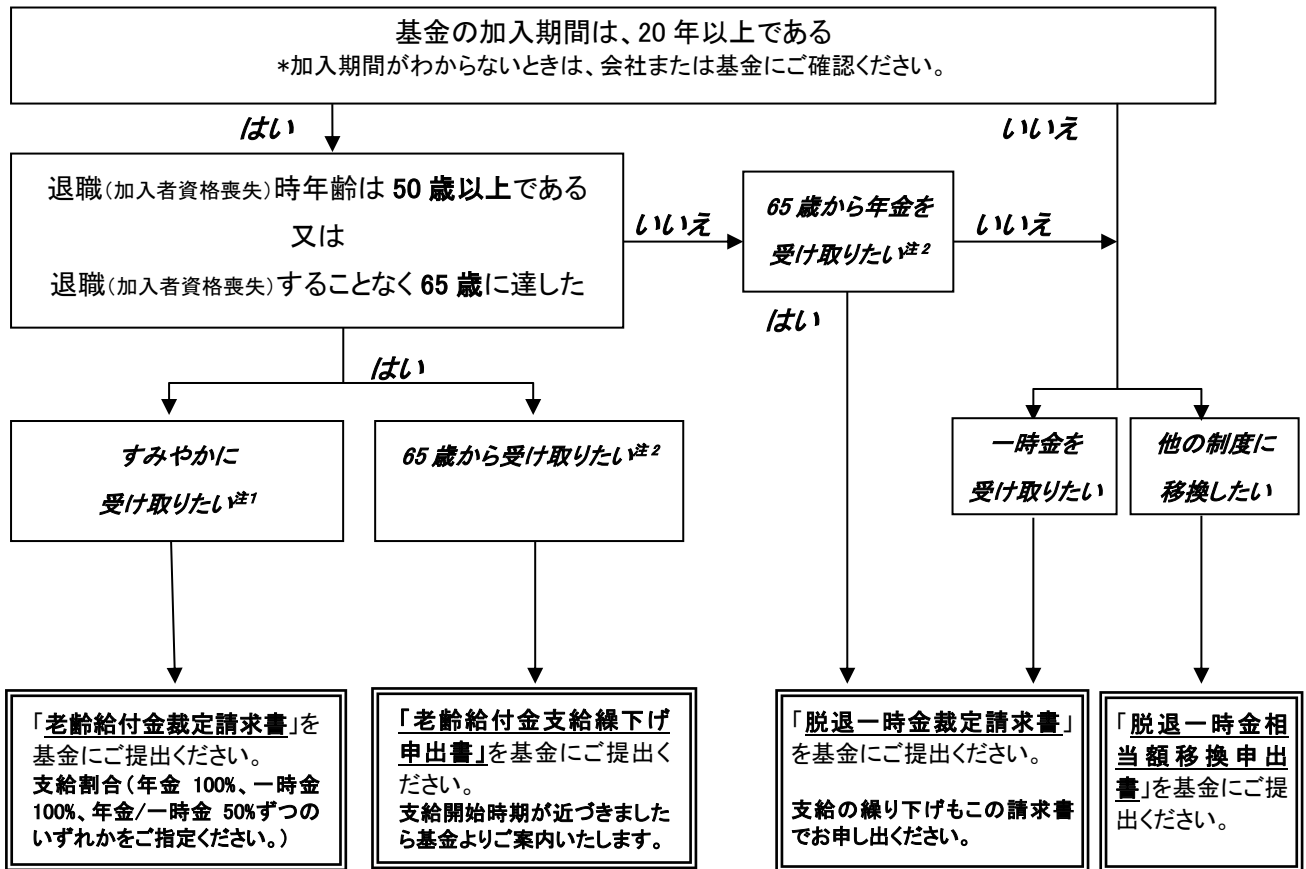 基金の加入期間は、20年以上である
*加入期間がわからないときは、会社または基金にご確認ください。
はい
いいえ
退職(加入者資格喪失)時年齢は 50歳以上である
又は
退職(加入者資格喪失)することなく 65歳に達した
いいえ
65歳から年金を
受け取りたい注2
いいえ
はい
はい
すみやかに
受け取りたい注1
65歳から受け取りたい注2
一時金を
受け取りたい
他の制度に
移換したい
「老齢給付金裁定請求書」を
基金にご提出ください。
支給割合(年金 100%、一時金
100%、年金/一時金 50%ずつの
いずれかをご指定ください。)
「老齢給付金支給繰下げ
申出書」を基金にご提出く
ださい。
支給開始時期が近づきました
ら基金よりご案内いたします。
「脱退一時金裁定請求書」
を基金にご提出ください。
支給の繰り下げもこの請求書
でお申し出ください。
「脱退一時金相
当額移換申出
書」を基金にご提
出ください。